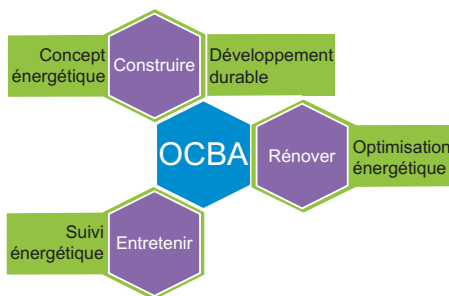 Concept
énergétique
Construire
Développement
durable
OCBA
Rénover
Optimisation
énergétique
Suivi
énergétique
Entretenir